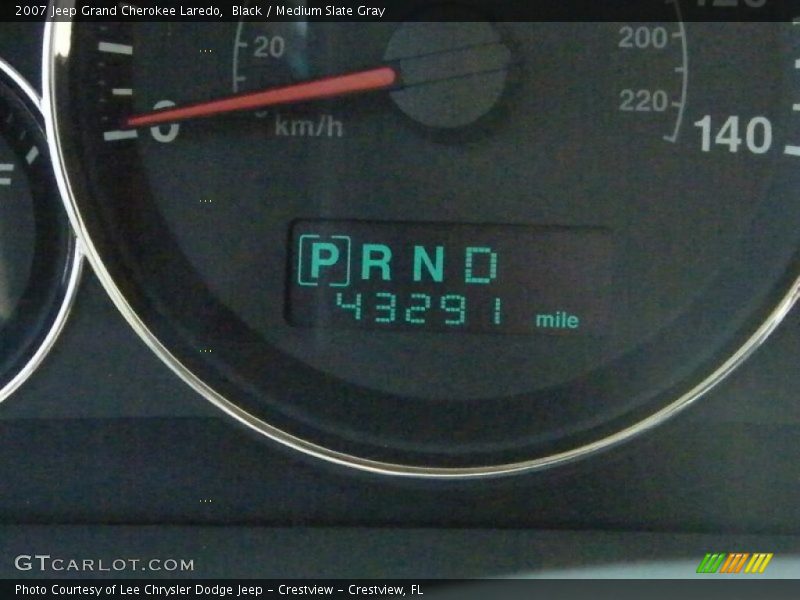 2007 Jeep Grand Cherokee Laredo, Black / Medium Slate Gray
20
200
220
0
km/h
140
P R N D
43291 mile
GTCARLOT.COM
Photo Courtesy of Lee Chrysler Dodge Jeep - Crestview - Crestview, FL